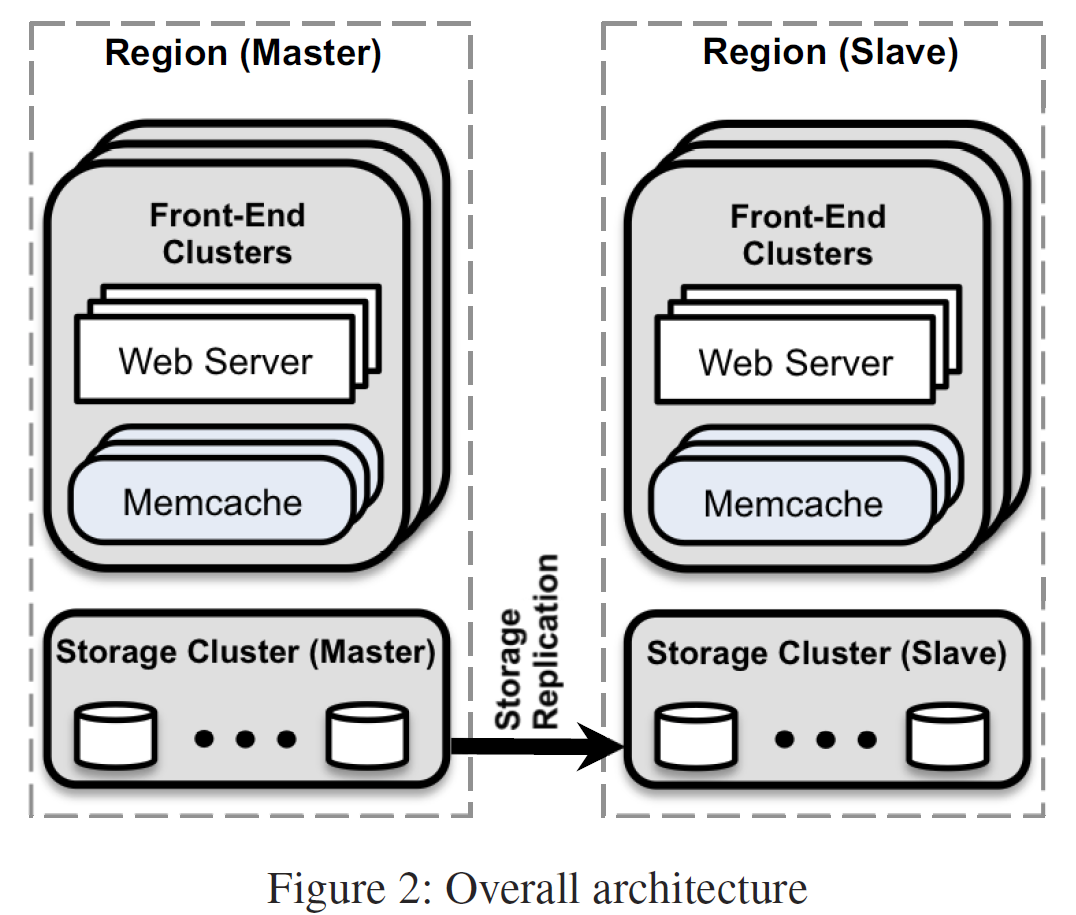 Region (Master)
Front-End
Clusters
Web Server
Memcache
Storage Cluster (Master)
Storage
Replication
Region (Slave)
Front-End
Clusters
Web Server
Memcache
Storage Cluster (Slave)
Figure 2: Overall architecture